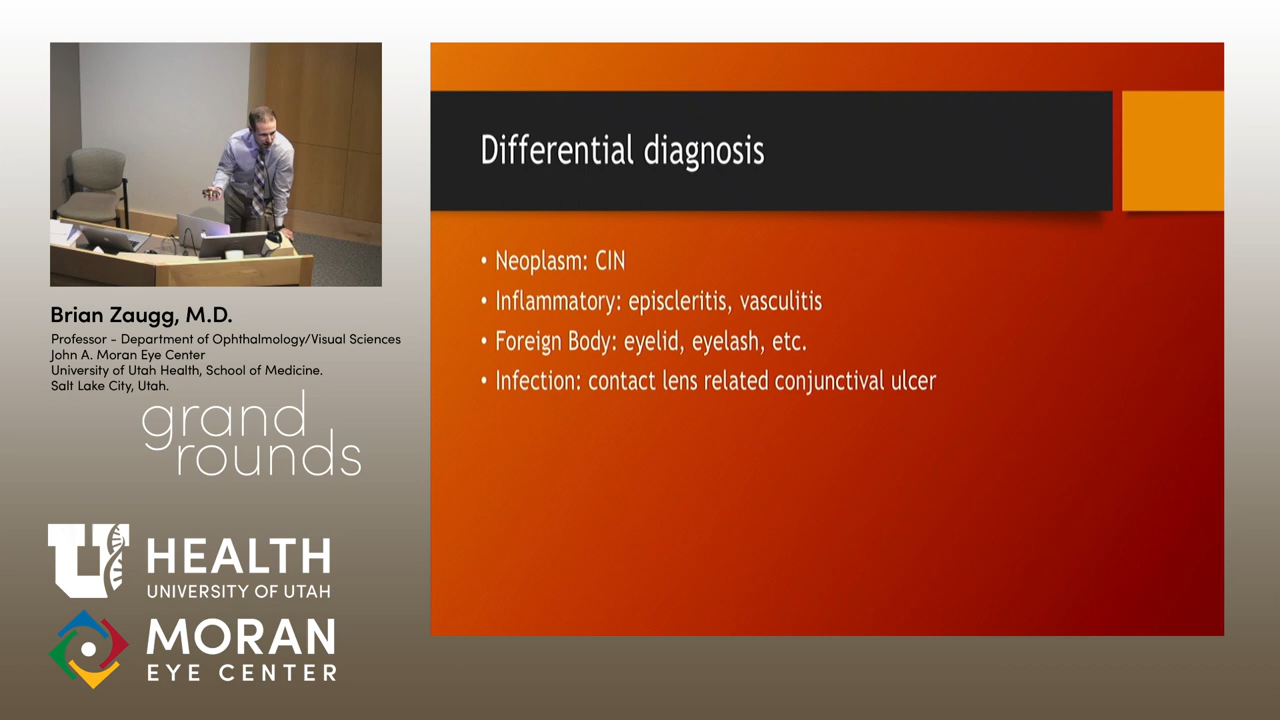 Brian Zaugg, M.D.
Professor - Department of Ophthalmology/Visual Sciences
John A. Moran Eye Center
University of Utah Health, School of Medicine.
Salt Lake City, Utah.
grand
rounds
U HEALTH
UNIVERSITY OF UTAH
MORAN
EYE CENTER
Differential diagnosis
• Neoplasm: CIN
• Inflammatory: episcleritis, vasculitis
• Foreign Body: eyelid, eyelash, etc.
• Infection: contact lens related conjunctival ulcer